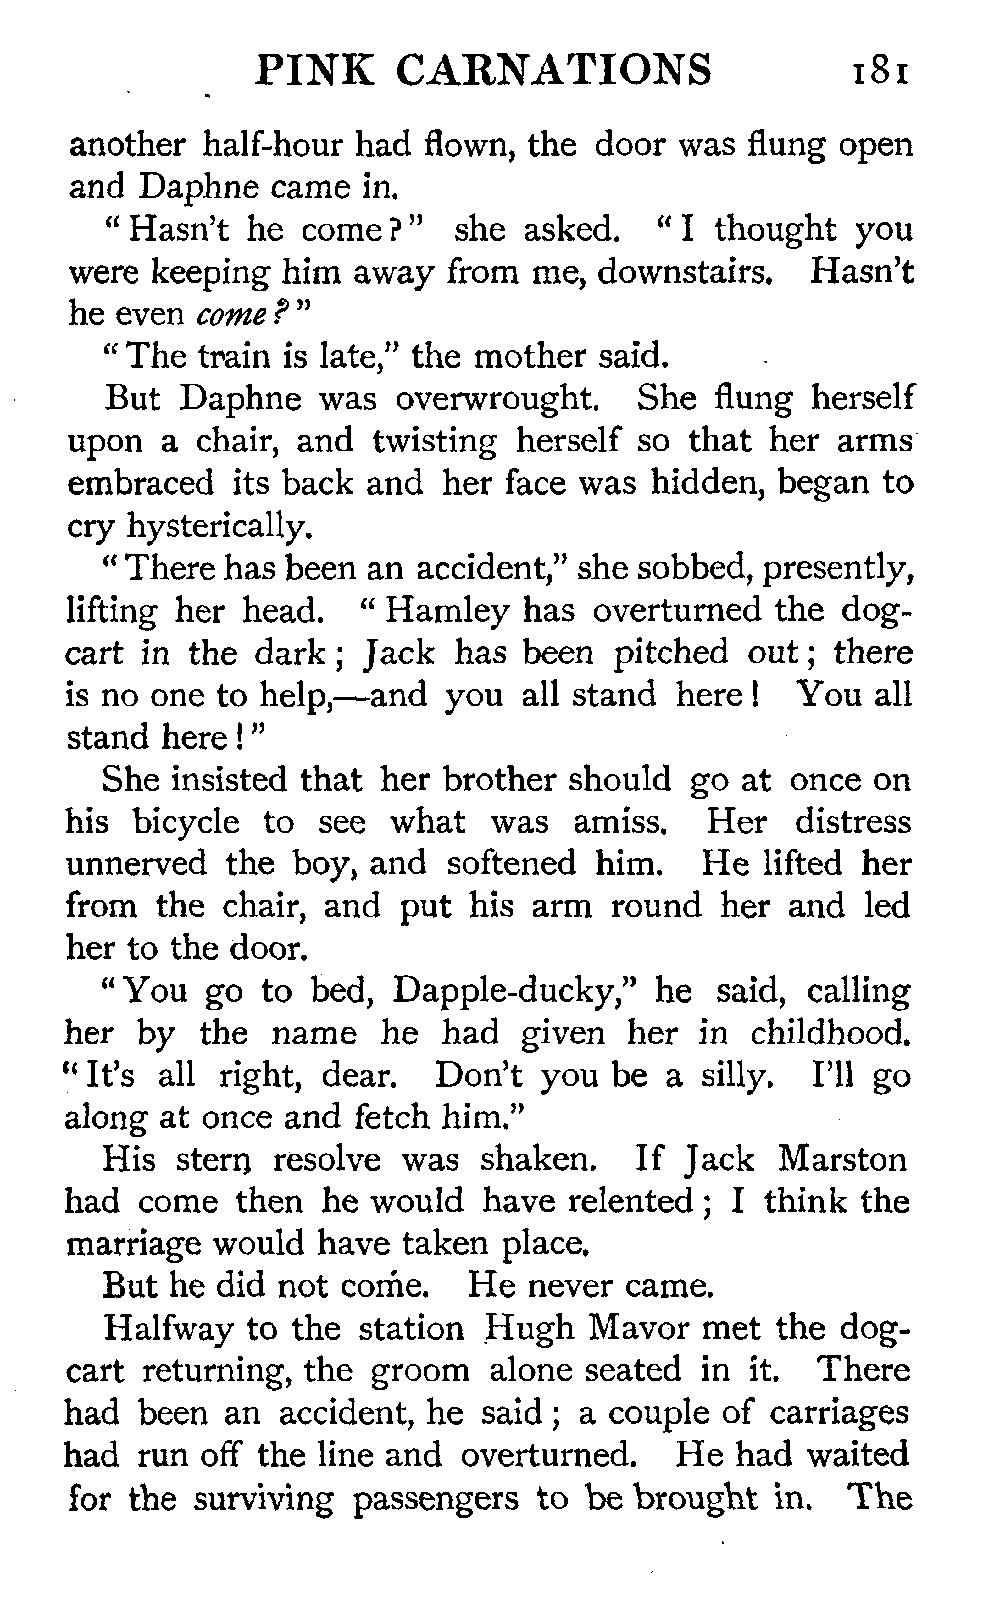 PINK CARNATIONS 181
another half-hour had flown, the door was flung open
and Daphne came in.
" Hasn't he come?" she asked. " I thought you
were keeping him away from me, downstairs. Hasn't
he even come?"
" The train is late," the mother said.
But Daphne was overwrought. She flung herself
upon a chair, and twisting herself so that her arms
embraced its back and her face was hidden, began to
cry hysterically.
" There has been an accident," she sobbed, presently,
lifting her head. " Hamley has overturned the dog-
cart in the dark ; Jack has been pitched out ; there
is no one to help,—and you all stand here ! You all
stand here ! "
She insisted that her brother should go at once on
his bicycle to see what was amiss. Her distress
unnerved the boy, and softened him. He lifted her
from the chair, and put his arm round her and led
her to the door.
" You go to bed, Dapple-ducky," he said, calling
her by the name he had given her in childhood.
" It's all right, dear. Don't you be a silly. I'll go
along at once and fetch him."
His stern resolve was shaken. If Jack Marston
had come then he would have relented ; I think the
marriage would have taken place.
But he did not come. He never came.
Halfway to the station Hugh Mavor met the dog-
cart returning, the groom alone seated in it. There
had been an accident, he said ; a couple of carriages
had run off the line and overturned. He had waited
for the surviving passengers to be brought in. The